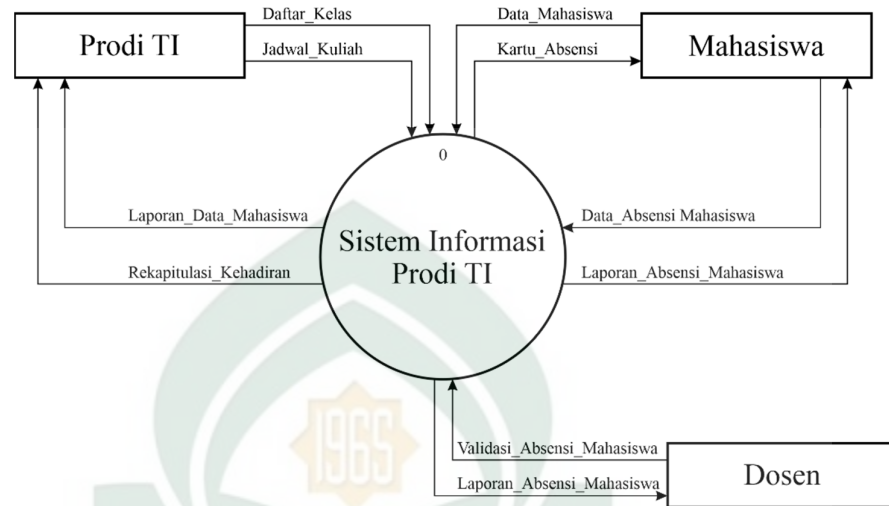 Prodi TI
Daftar_Kelas
Jadwal_Kuliah
Data_Mahasiswa
Kartu_Absensi
Mahasiswa
0
Sistem Informasi
Prodi TI
Laporan_Data_Mahasiswa
Rekapitulasi_Kehadiran
Data_Absensi Mahasiswa
Laporan_Absensi_Mahasiswa
1965
Validasi_Absensi_Mahasiswa
Laporan_Absensi_Mahasiswa
Dosen